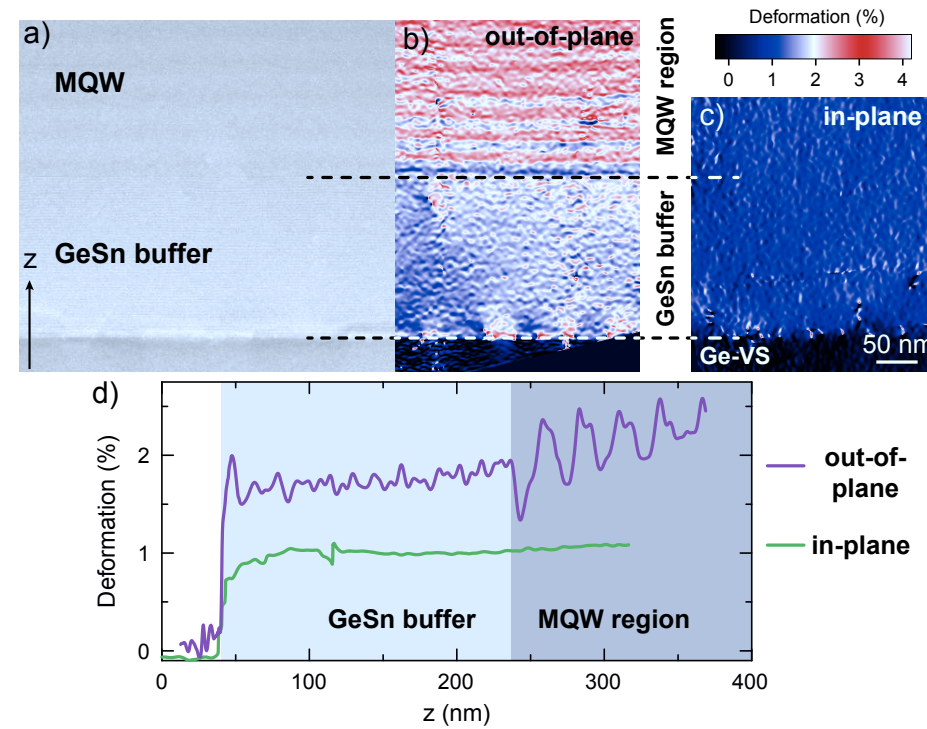 a)
MQW
GeSn buffer
z
b)
out-of-plane
MQW region
GeSn buffer
Deformation (%)
0 1 2 3 4
c)
in-plane
Ge-VS
50 nm
d)
Deformation (%)
2
1
0
GeSn buffer
MQW region
0 100 200 300 400
z (nm)
out-of-
plane
in-plane